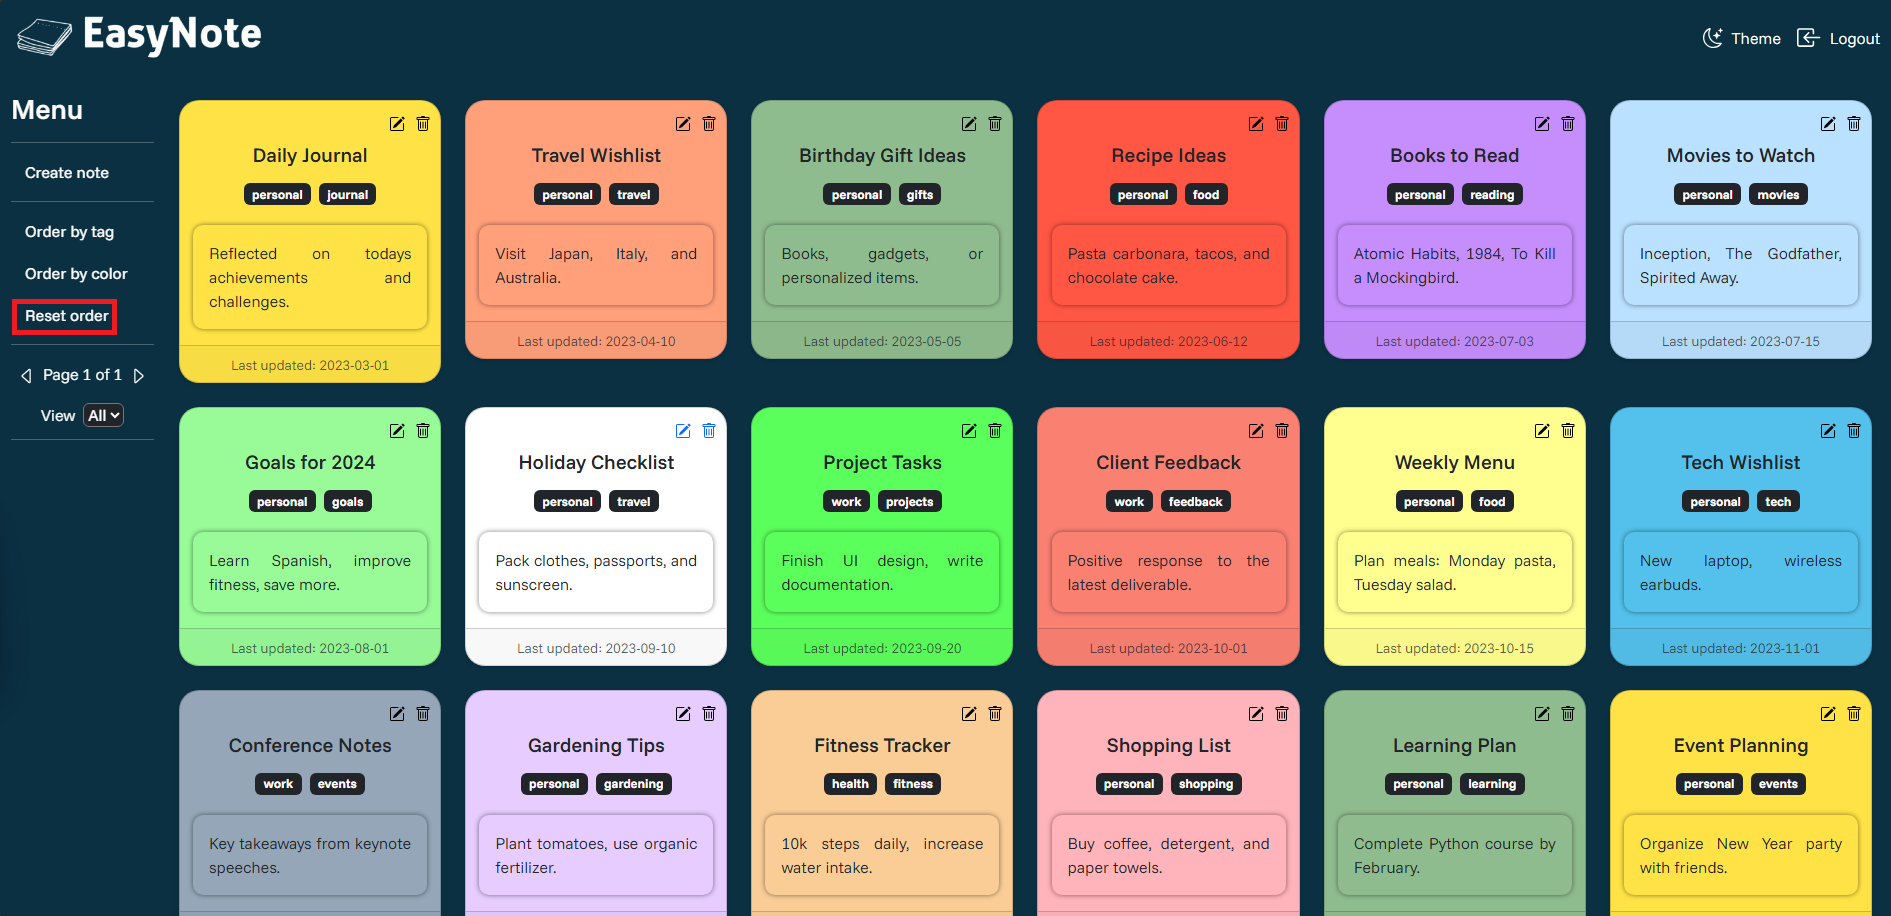 EasyNote
Theme
Logout
Menu
Create note
Order by tag
Order by color
Reset order
Page 1 of 1
View All
Daily Journal
personal journal
Reflected on todays
achievements and
challenges.
Last updated: 2023-03-01
Travel Wishlist
personal travel
Visit Japan, Italy, and
Australia.
Last updated: 2023-04-10
Birthday Gift Ideas
personal gifts
Books, gadgets, or
personalized items.
Last updated: 2023-05-05
Recipe Ideas
personal food
Pasta carbonara, tacos, and
chocolate cake.
Last updated: 2023-06-12
Books to Read
personal reading
Atomic Habits, 1984, To Kill
a Mockingbird.
Last updated: 2023-07-03
Movies to Watch
personal movies
Inception, The Godfather,
Spirited Away.
Last updated: 2023-07-15
Goals for 2024
personal goals
Learn Spanish, improve
fitness, save more.
Last updated: 2023-08-01
Holiday Checklist
personal travel
Pack clothes, passports, and
sunscreen.
Last updated: 2023-09-10
Project Tasks
work projects
Finish UI design, write
documentation.
Last updated: 2023-09-20
Client Feedback
work feedback
Positive response to the
latest deliverable.
Last updated: 2023-10-01
Weekly Menu
personal food
Plan meals: Monday pasta,
Tuesday salad.
Last updated: 2023-10-15
Tech Wishlist
personal tech
New laptop, wireless
earbuds.
Last updated: 2023-11-01
Conference Notes
work events
Key takeaways from keynote
speeches.
Gardening Tips
personal gardening
Plant tomatoes, use organic
fertilizer.
Fitness Tracker
health fitness
10k steps daily, increase
water intake.
Shopping List
personal shopping
Buy coffee, detergent, and
paper towels.
Learning Plan
personal learning
Complete Python course by
February.
Event Planning
personal events
Organize New Year party
with friends.